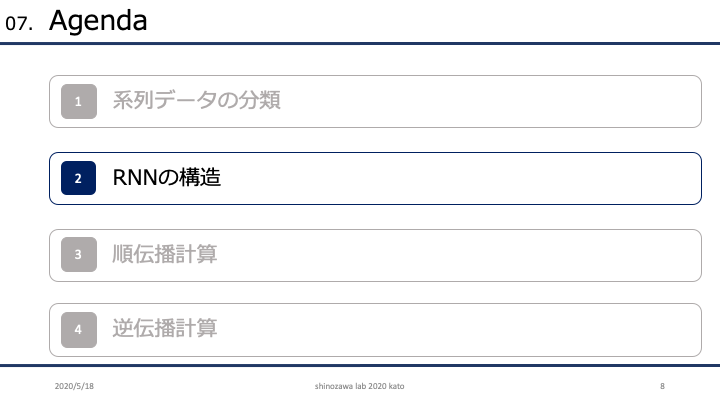 07. Agenda
1 系列データの分類
2 RNNの構造
3 順伝播計算
4 逆伝播計算
2020/5/18 shinozawa lab 2020 kato 8